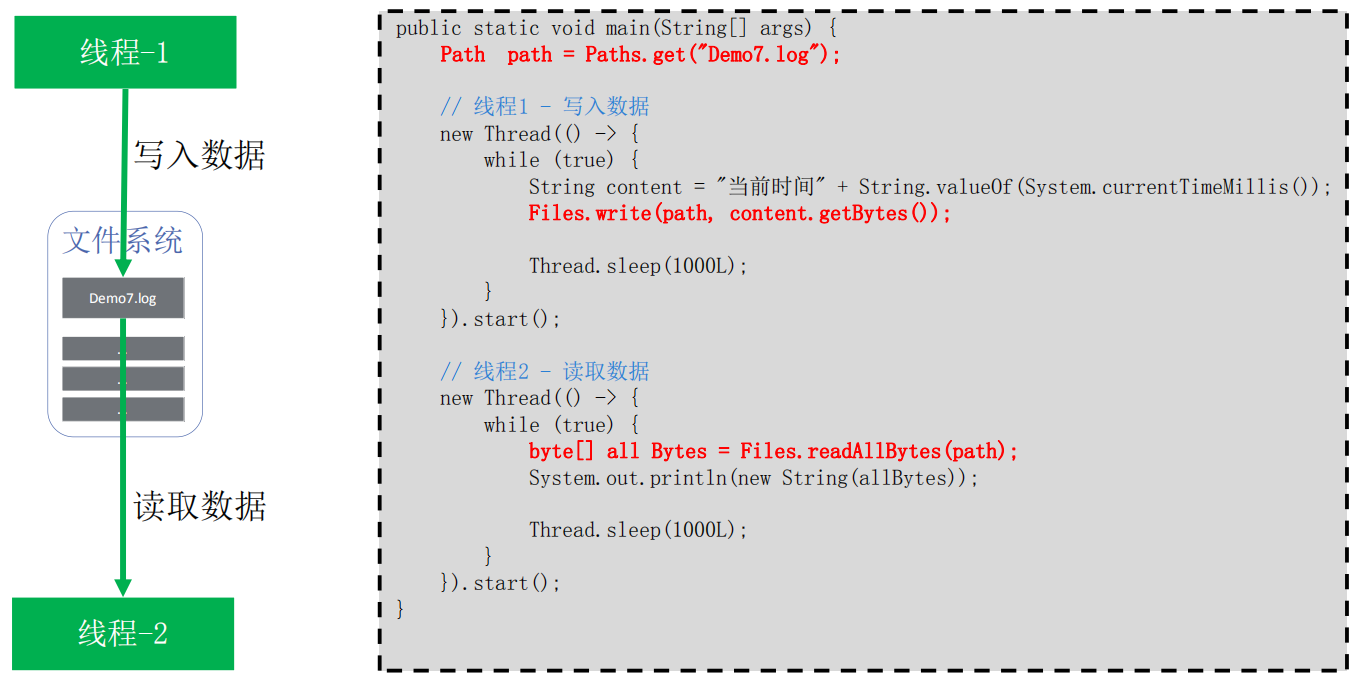 线程-1
写入数据
文件系统
Demo7.log
读取数据
线程-2
public static void main(String[] args) {
Path path = Paths.get("Demo7.log");
// 线程1 - 写入数据
new Thread(() -> {
while (true) {
String content = "当前时间" + String.valueOf(System.currentTimeMillis());
Files.write(path, content.getBytes());
Thread.sleep(1000L);
}
}).start();
// 线程2 - 读取数据
new Thread(() -> {
while (true) {
byte[] all Bytes = Files.readAllBytes(path);
System.out.println(new String(allBytes));
Thread.sleep(1000L);
}
}).start();
}